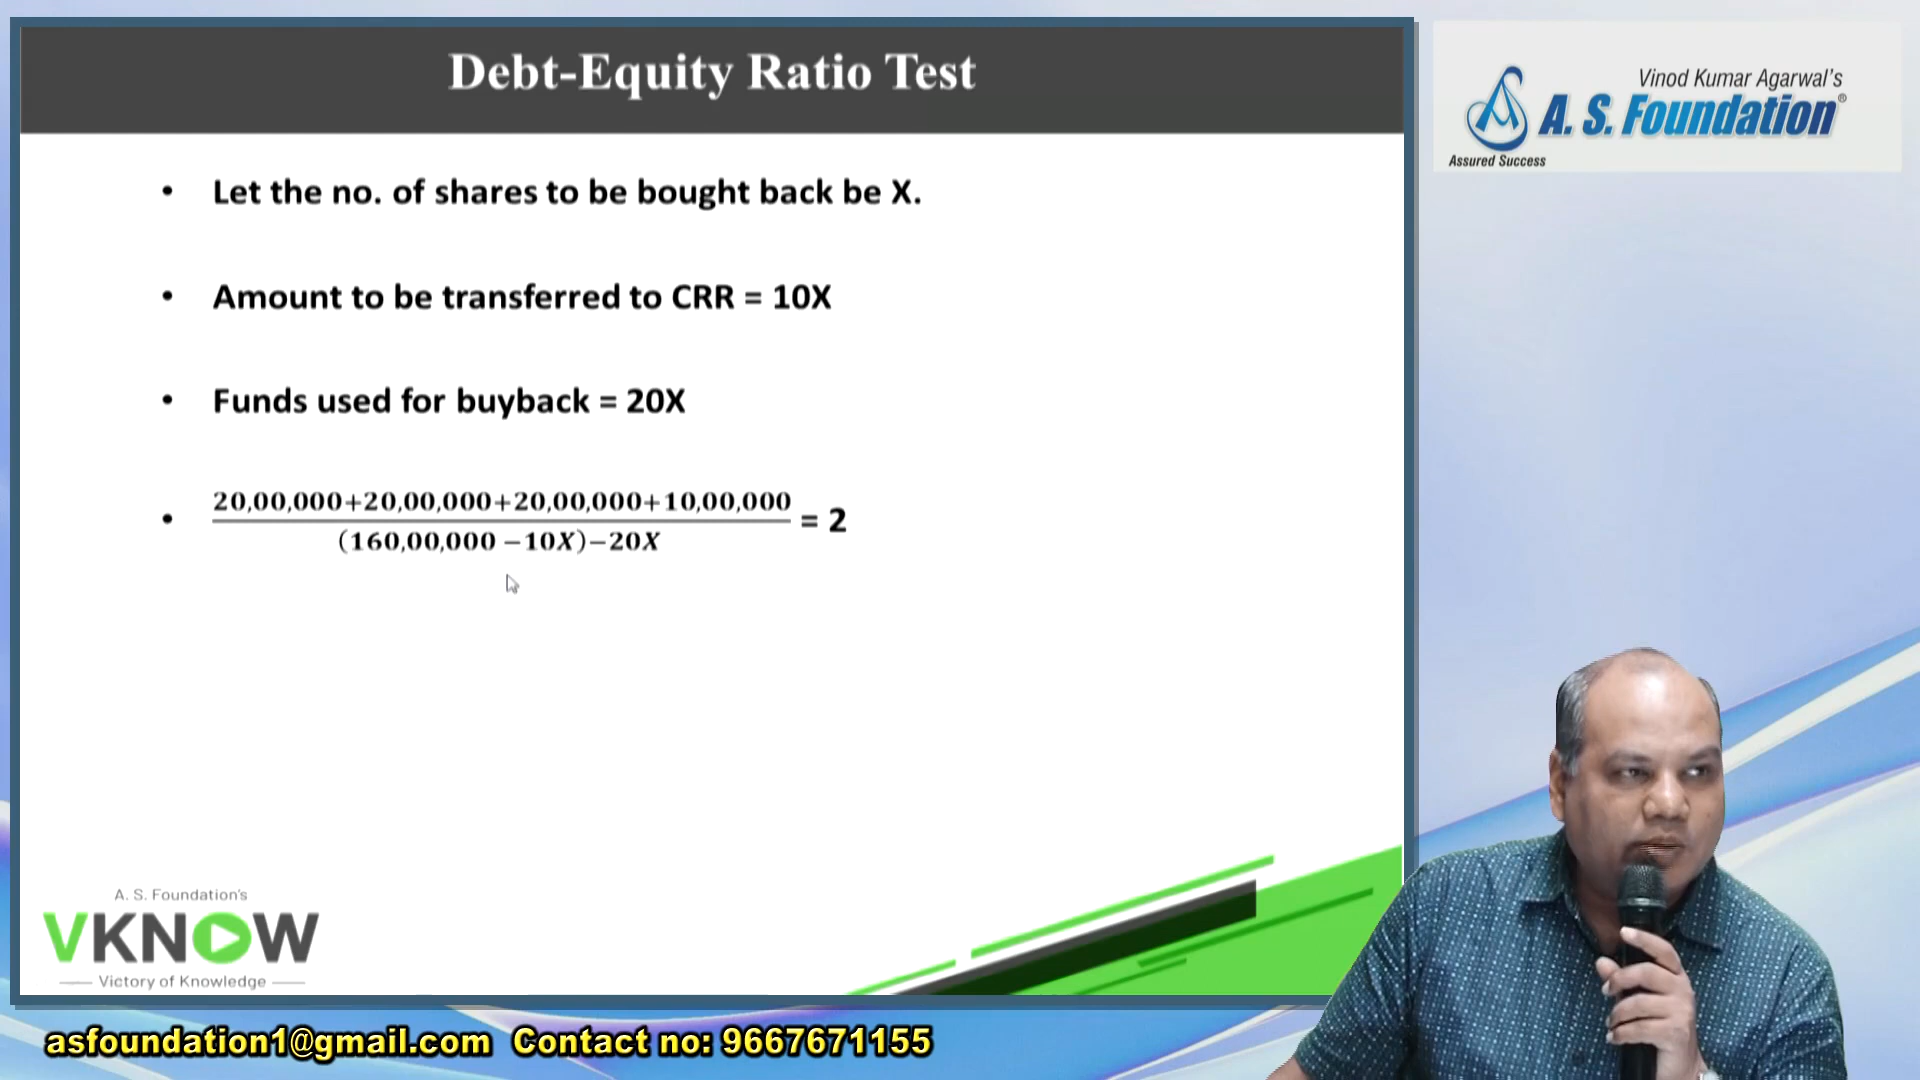 Debt-Equity Ratio Test
• Let the no. of shares to be bought back be X.
• Amount to be transferred to CRR = 10X
• Funds used for buyback = 20X
• 20,00,000+20,00,000+20,00,000+10,00,000
(160,00,000 −10X)−20X
= 2
Vinod Kumar Agarwal's
A. S. Foundation®
Assured Success
A. S. Foundation's
VKNOW
Victory of Knowledge
asfoundation1@gmail.com Contact no: 9667671155